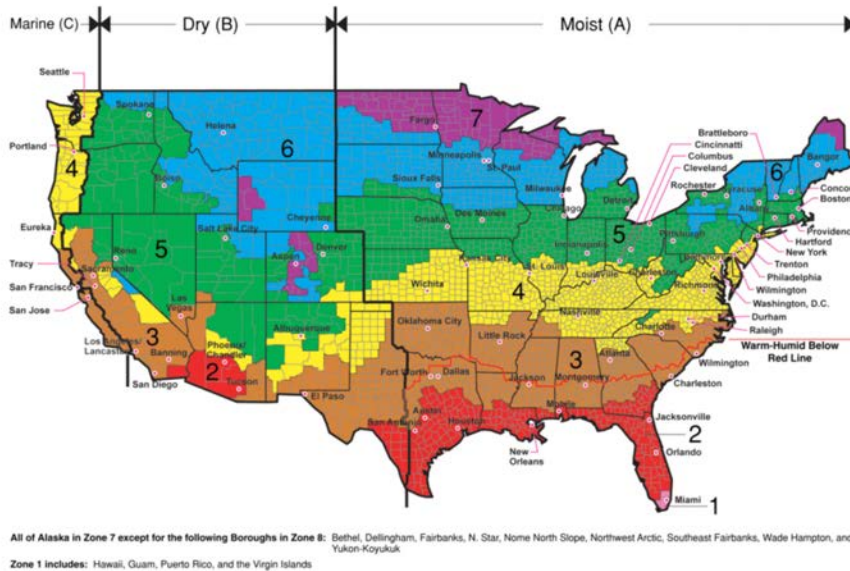 Marine (C)
Dry (B)
Moist (A)
Seattle
Spokane
Portland
4
Helena
6
Fargo
7
Minneapolis
St. Paul
Brattleboro
Cincinnatti
Columbus
Cleveland
6
Bangor
Boise
Sioux Falls
Milwaukee
Rochester
Syracuse
Concord
Boston
Eureka
Salt Lake City
Cheyenne
Omaha
Des Moines
Chicago
Detroit
Albany
Providence
Hartford
Reno
5
Aspen
Denver
Indianapolis
5
Pittsburgh
New York
Trenton
Tracy
Sacramento
Kansas City
St. Louis
Louisville
Charleston
Philadelphia
Wilmington
San Francisco
Las Vegas
Wichita
4
Richmond
Washington, D.C.
San Jose
Albuquerque
Nashville
Durham
Raleigh
3
Los Angeles/
Lancaster
Banning
Phoenix/
Chandler
Oklahoma City
Little Rock
Charlotte
Atlanta
3
Warm-Humid Below
Red Line
Wilmington
San Diego
2
Tucson
El Paso
Fort Worth
Dallas
Jackson
Montgomery
Charleston
Austin
San Antonio
Houston
Mobile
New
Orleans
Jacksonville
2
Orlando
Miami
1
All of Alaska in Zone 7 except for the following Boroughs in Zone 8: Bethel, Dellingham, Fairbanks, N. Star, Nome North Slope, Northwest Arctic, Southeast Fairbanks, Wade Hampton, and
Yukon-Koyukuk
Zone 1 includes: Hawaii, Guam, Puerto Rico, and the Virgin Islands